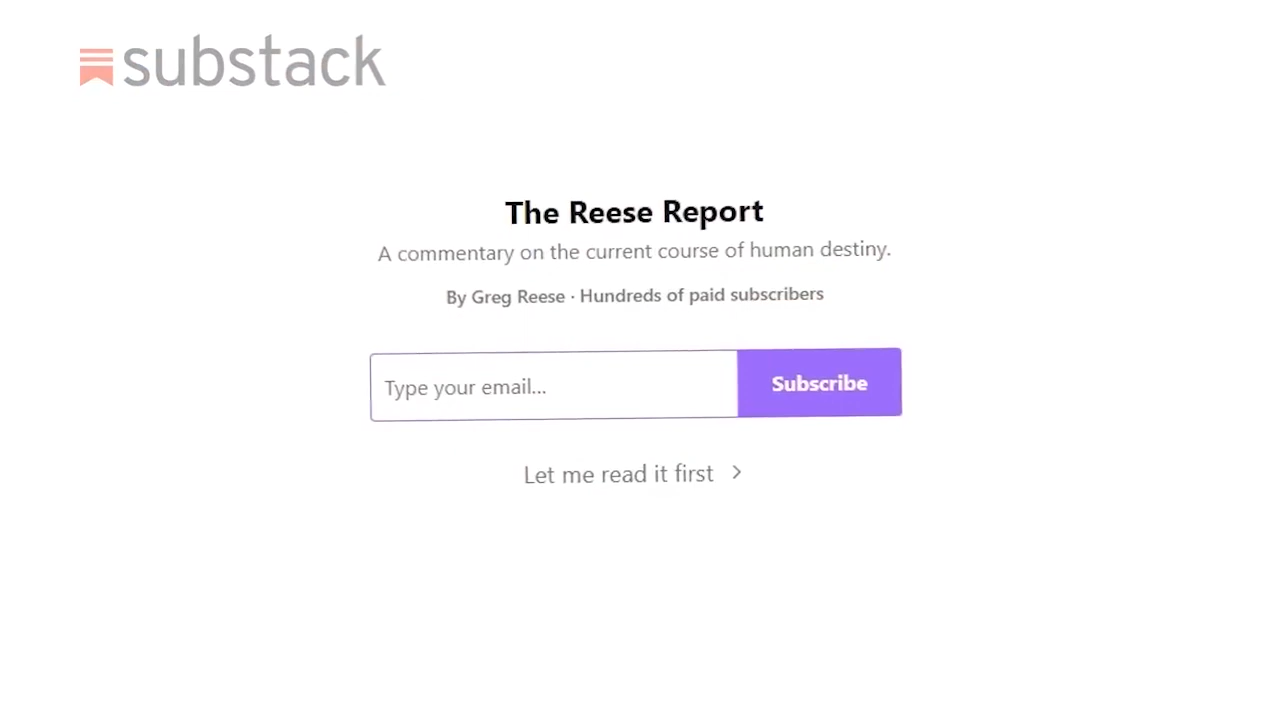 substack
The Reese Report
A commentary on the current course of human destiny.
By Greg Reese · Hundreds of paid subscribers
Type your email...
Subscribe
Let me read it first